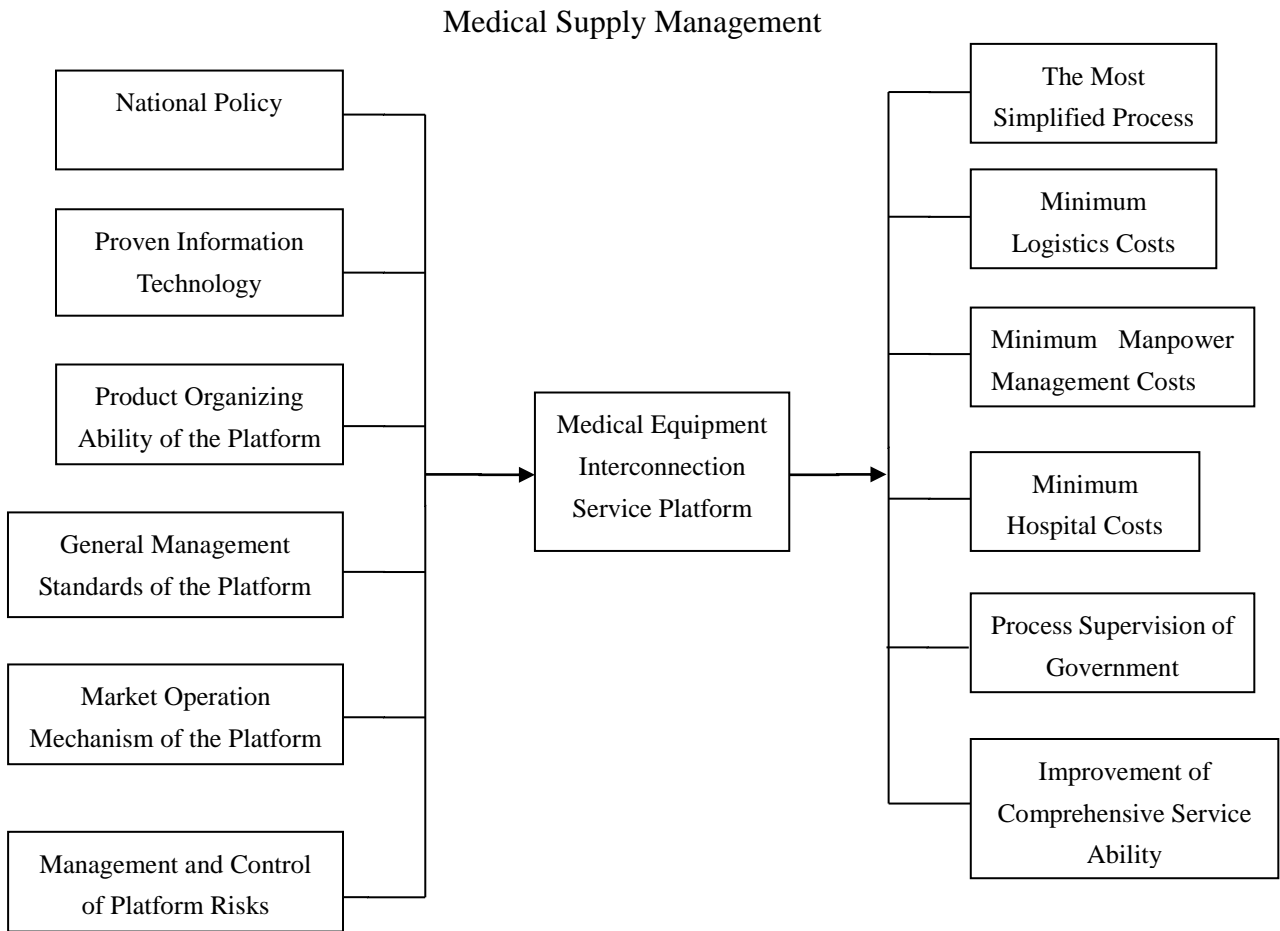 Medical Supply Management
National Policy
Proven Information
Technology
Product Organizing
Ability of the Platform
General Management
Standards of the Platform
Market Operation
Mechanism of the Platform
Management and Control
of Platform Risks
Medical Equipment
Interconnection
Service Platform
The Most
Simplified Process
Minimum
Logistics Costs
Minimum Manpower
Management Costs
Minimum
Hospital Costs
Process Supervision of
Government
Improvement of
Comprehensive Service
Ability